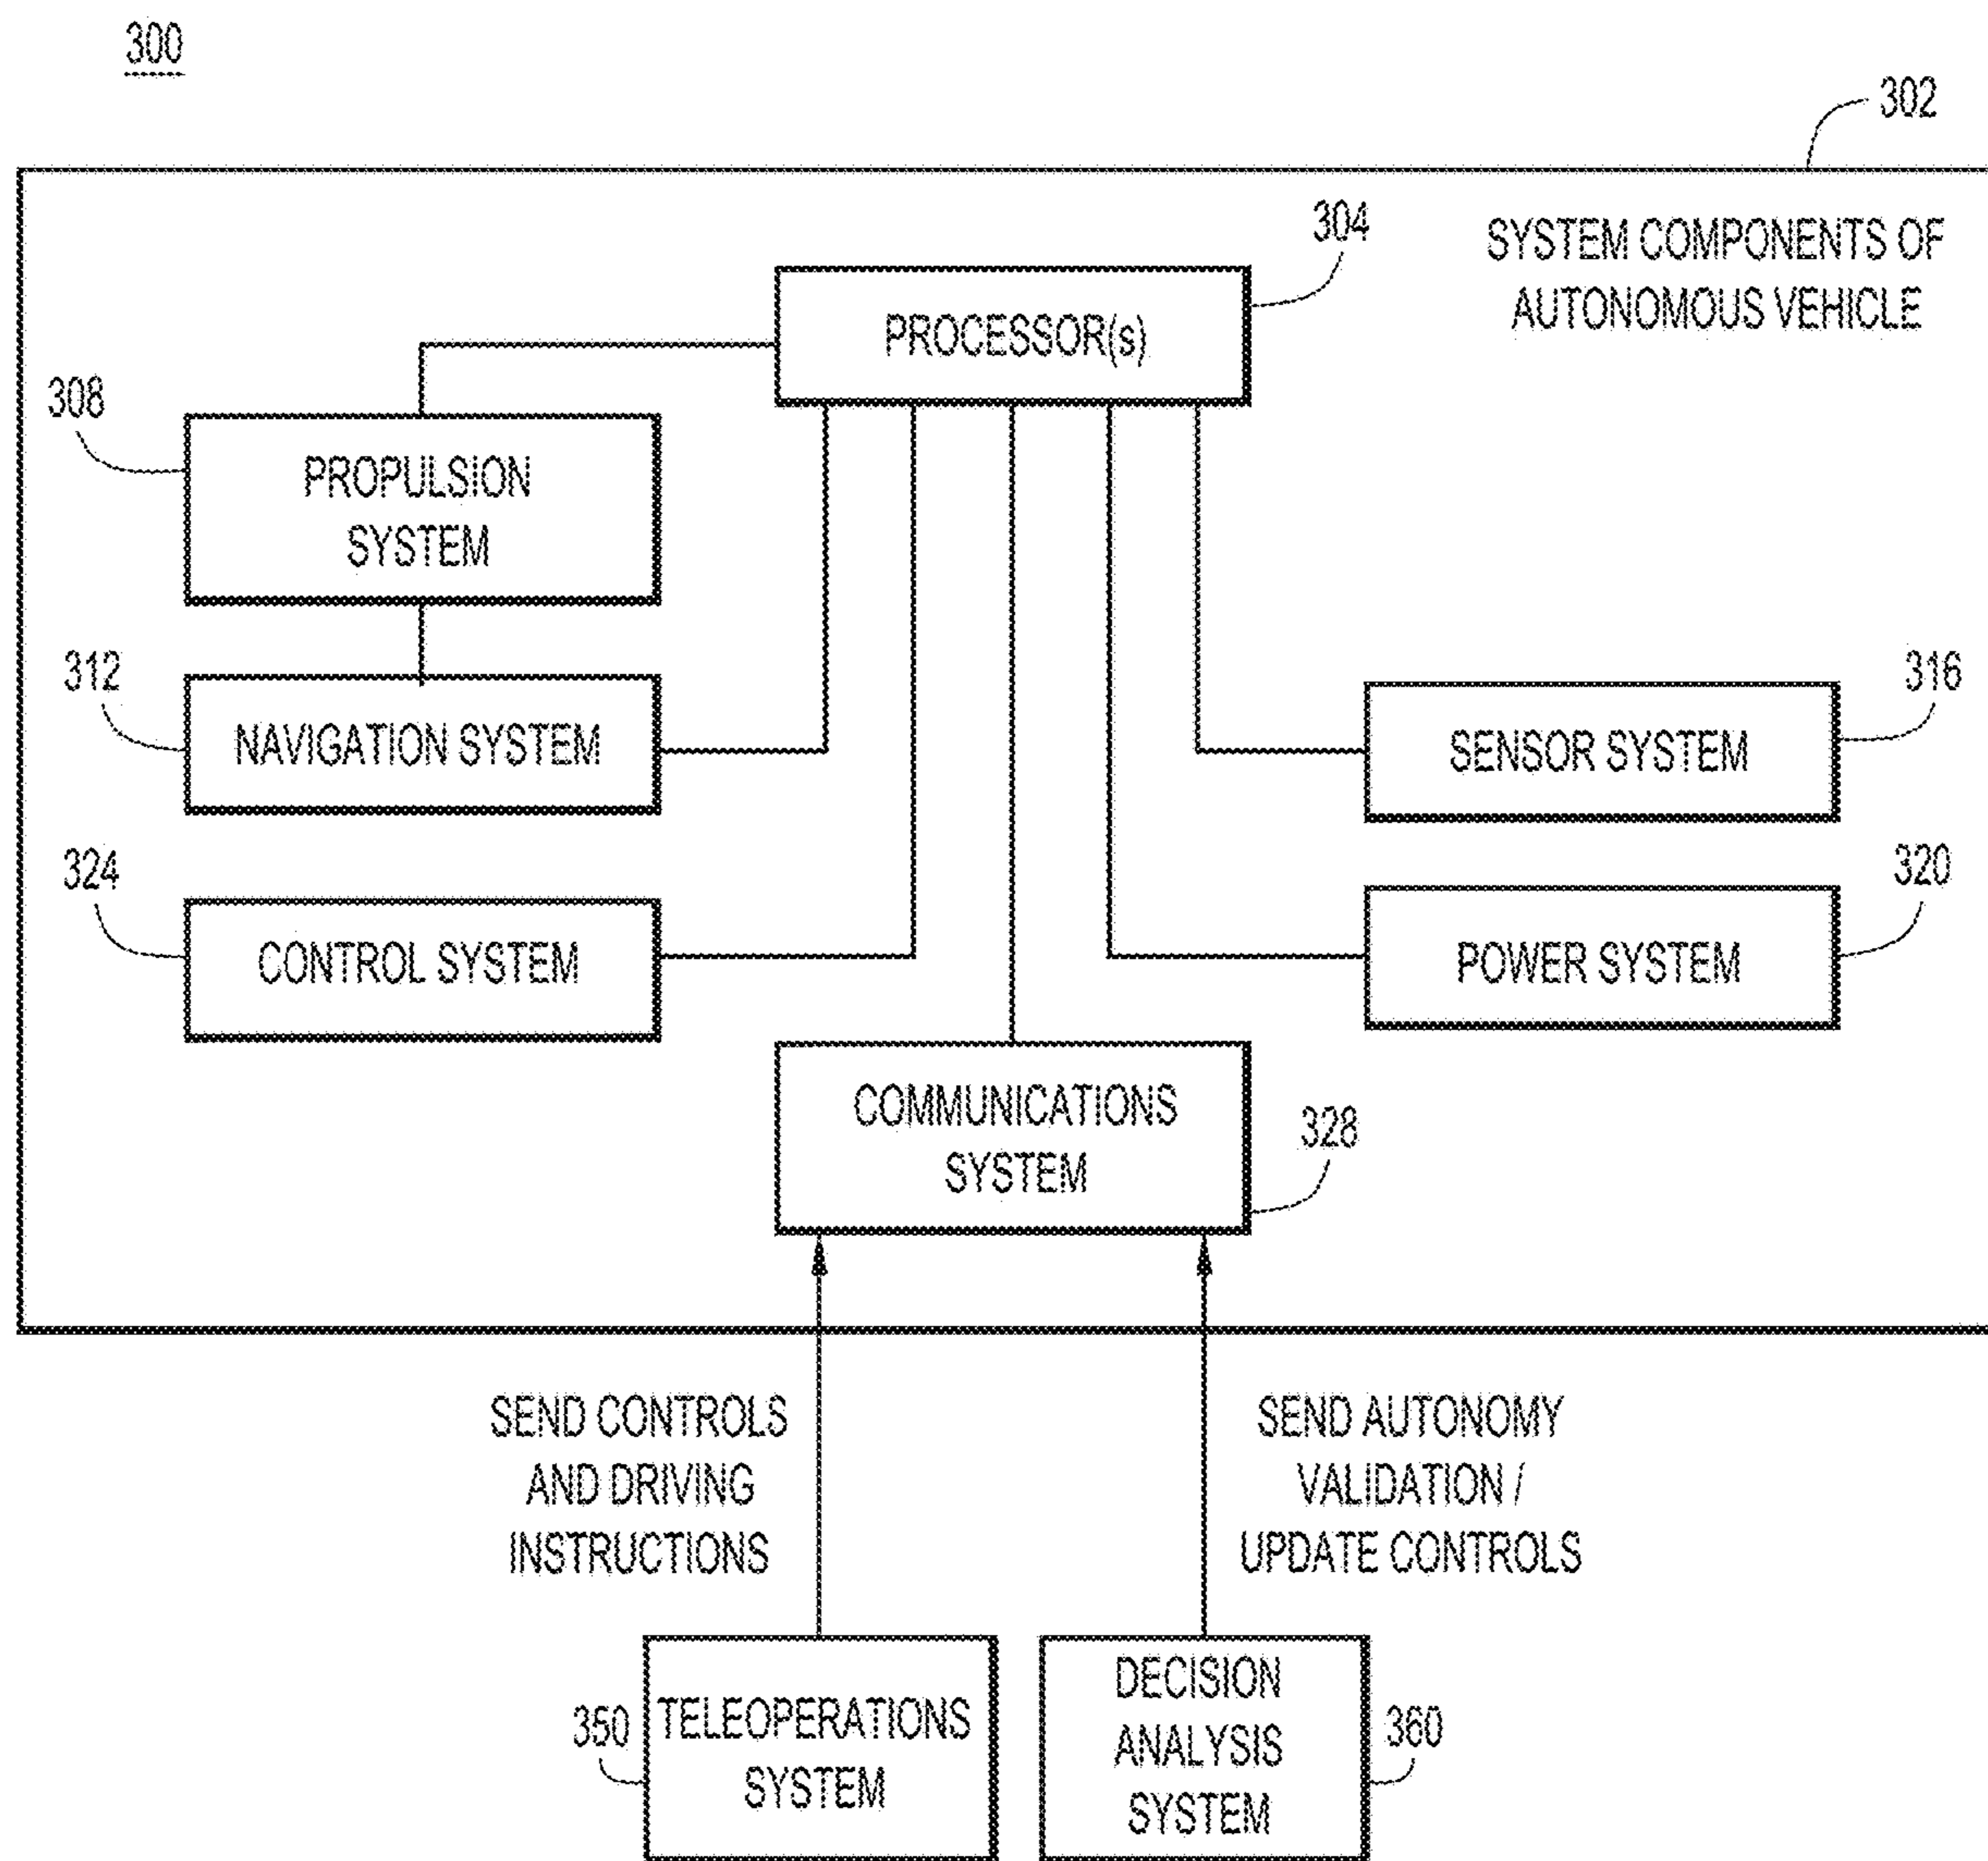 300
302
SYSTEM COMPONENTS OF
AUTONOMOUS VEHICLE
304
PROCESSOR(s)
308
PROPULSION
SYSTEM
312
NAVIGATION SYSTEM
316
SENSOR SYSTEM
324
CONTROL SYSTEM
320
POWER SYSTEM
COMMUNICATIONS
SYSTEM
328
SEND CONTROLS
AND DRIVING
INSTRUCTIONS
SEND AUTONOMY
VALIDATION /
UPDATE CONTROLS
350
TELEOPERATIONS
SYSTEM
DECISION
ANALYSIS
SYSTEM
360